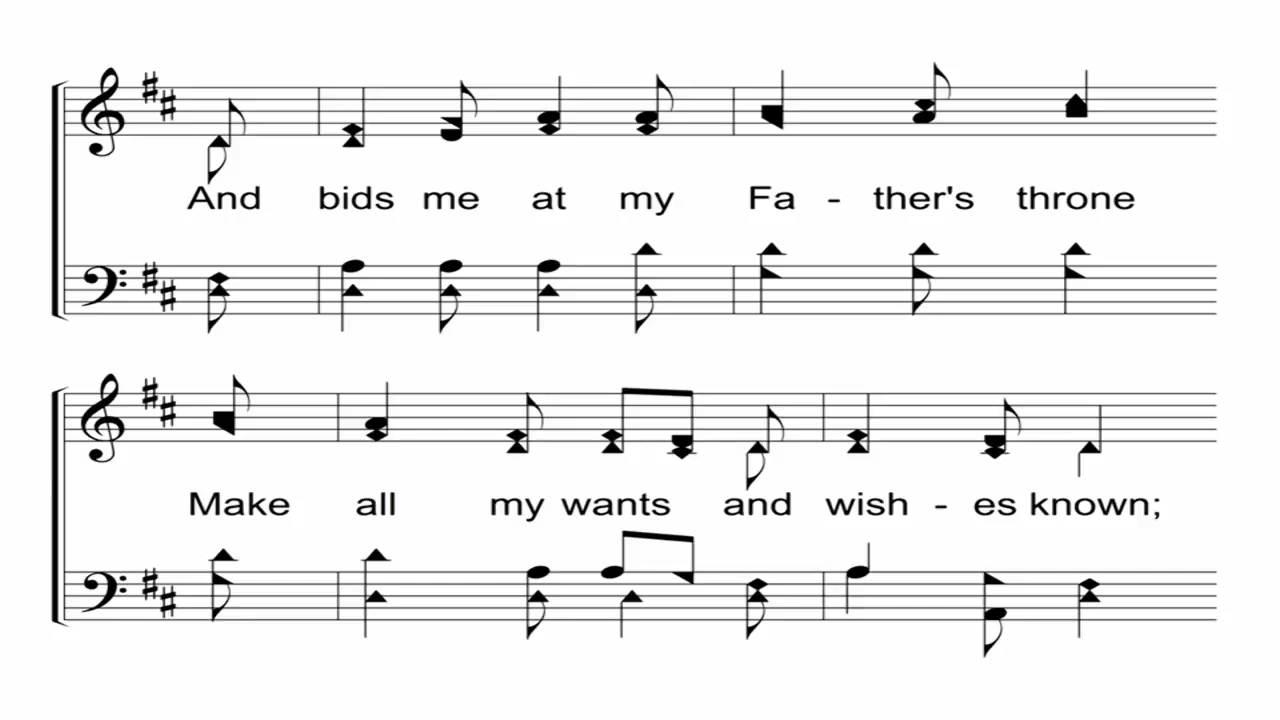 And bids me at my Fa - ther's throne
Make all my wants and wish - es known;